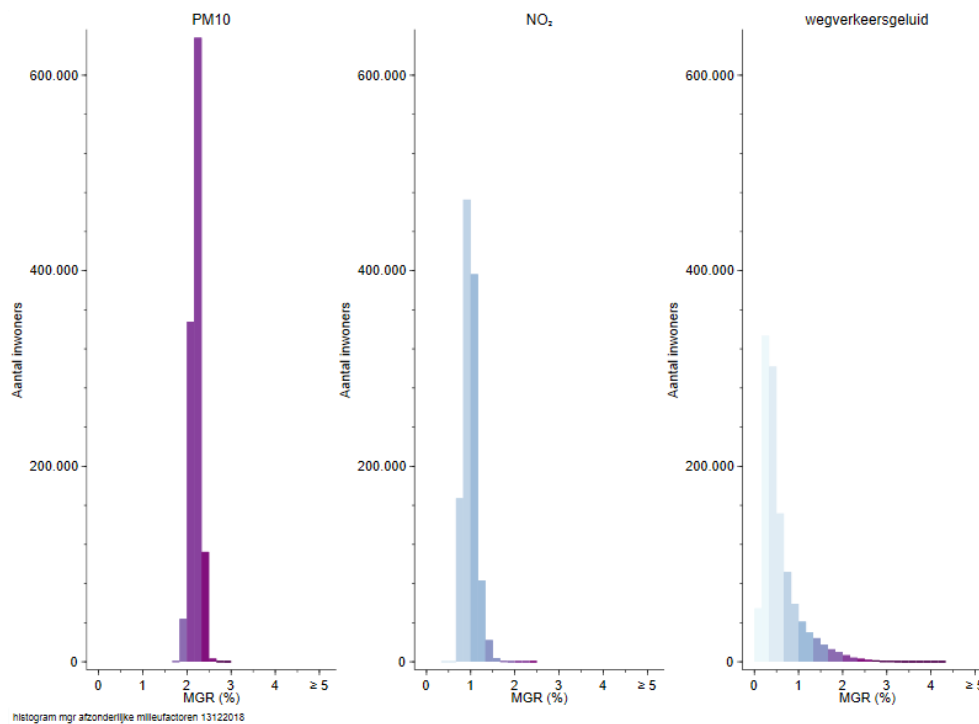 PM10
NO₂
wegverkeersgeluid
600.000
400.000
200.000
0
Aantal inwoners
0 1 2 3 4 ≥ 5
MGR (%)
600.000
400.000
200.000
0
Aantal inwoners
0 1 2 3 4 ≥ 5
MGR (%)
600.000
400.000
200.000
0
Aantal inwoners
0 1 2 3 4 ≥ 5
MGR (%)
histogram mgr afzonderlijke milieufactoren 13122018